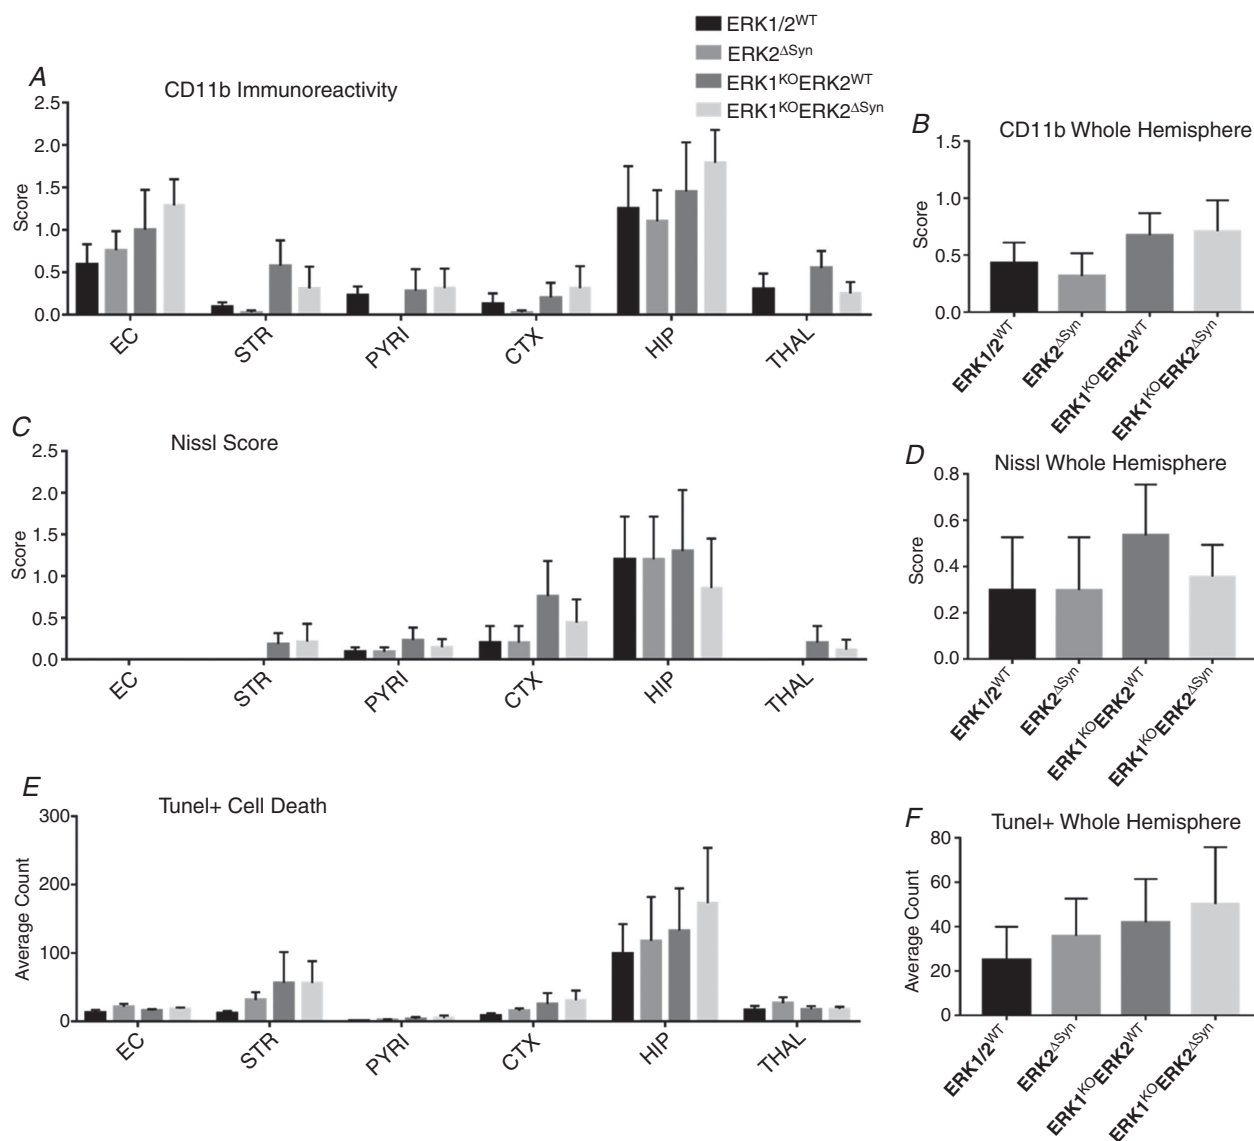 ERK1/2WT
ERK2ΔSyn
ERK1KOERK2WT
ERK1KOERK2ΔSyn
A
CD11b Immunoreactivity
2.5
2.0
1.5
1.0
0.5
0.0
Score
EC
STR
PYRI
CTX
HIP
THAL
B
CD11b Whole Hemisphere
1.5
1.0
0.5
0.0
Score
ERK1/2WT
ERK2ΔSyn
ERK1KOERK2WT
ERK1KOERK2ΔSyn
C
Nissl Score
2.5
2.0
1.5
1.0
0.5
0.0
Score
EC
STR
PYRI
CTX
HIP
THAL
D
Nissl Whole Hemisphere
0.8
0.6
0.4
0.2
0.0
Score
ERK1/2WT
ERK2ΔSyn
ERK1KOERK2WT
ERK1KOERK2ΔSyn
E
Tunel+ Cell Death
300
200
100
0
Average Count
EC
STR
PYRI
CTX
HIP
THAL
F
Tunel+ Whole Hemisphere
80
60
40
20
0
Average Count
ERK1/2WT
ERK2ΔSyn
ERK1KOERK2WT
ERK1KOERK2ΔSyn